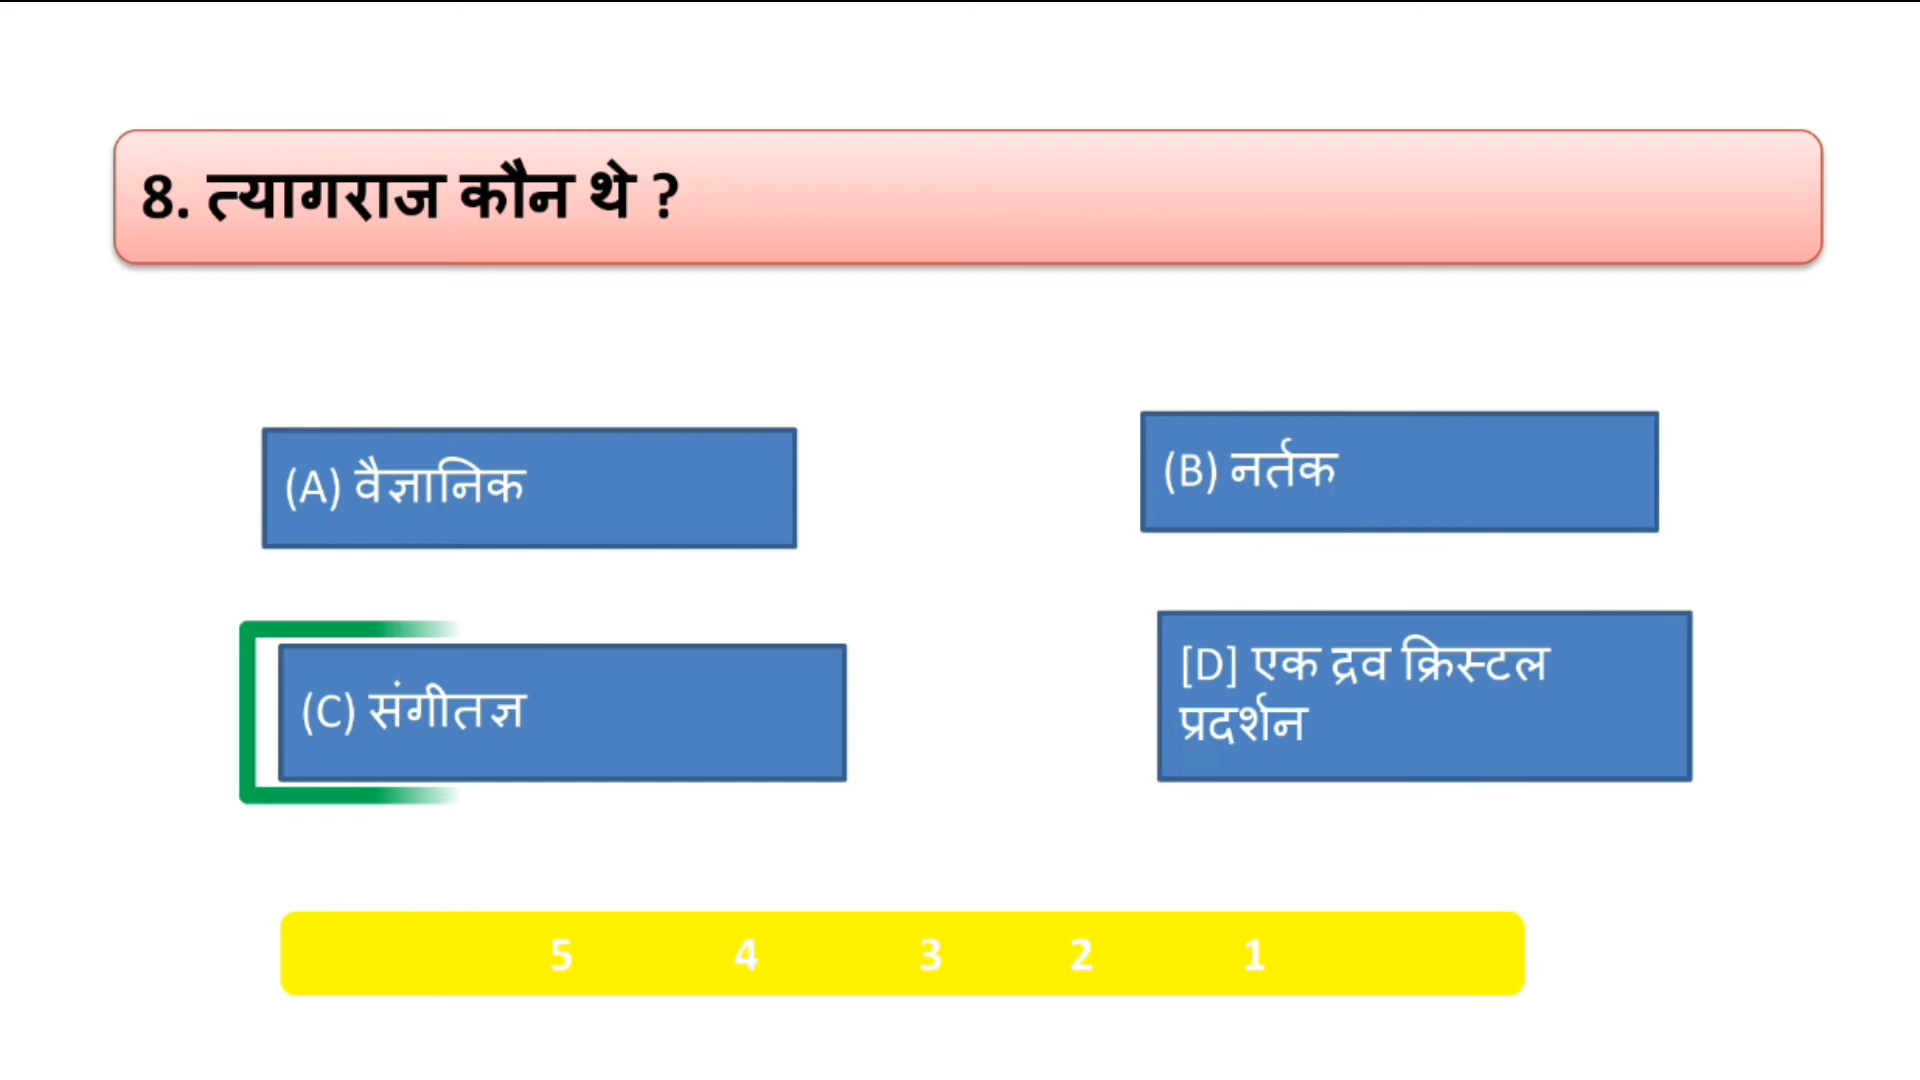 8. त्यागराज कौन थे ?
(A) वैज्ञानिक
(B) नर्तक
(C) संगीतज्ञ
[D] एक द्रव क्रिस्टल
प्रदर्शन
5 4 3 2 1